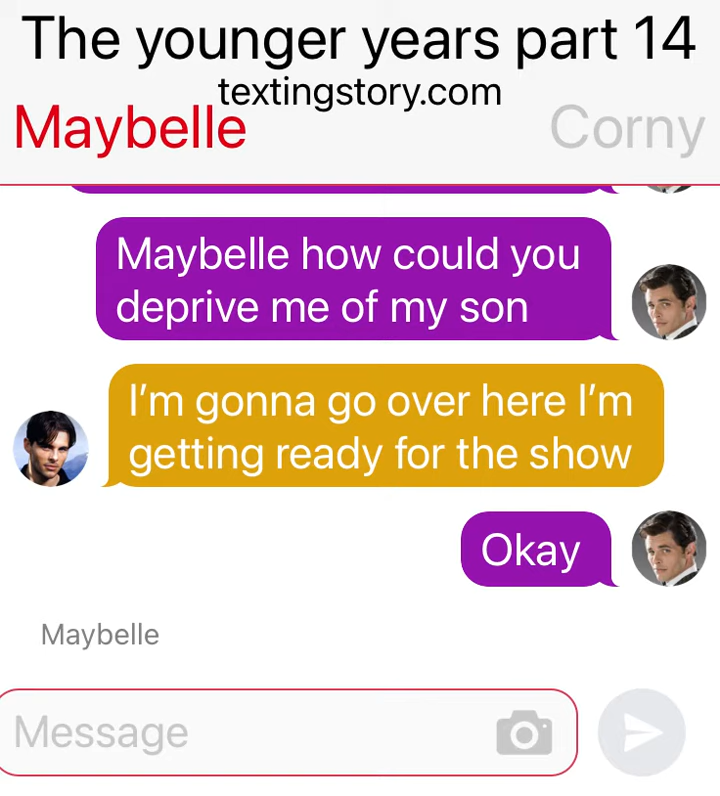 The younger years part 14
textingstory.com
Maybelle
Corny
Maybelle how could you
deprive me of my son
I'm gonna go over here I'm
getting ready for the show
Okay
Maybelle
Message